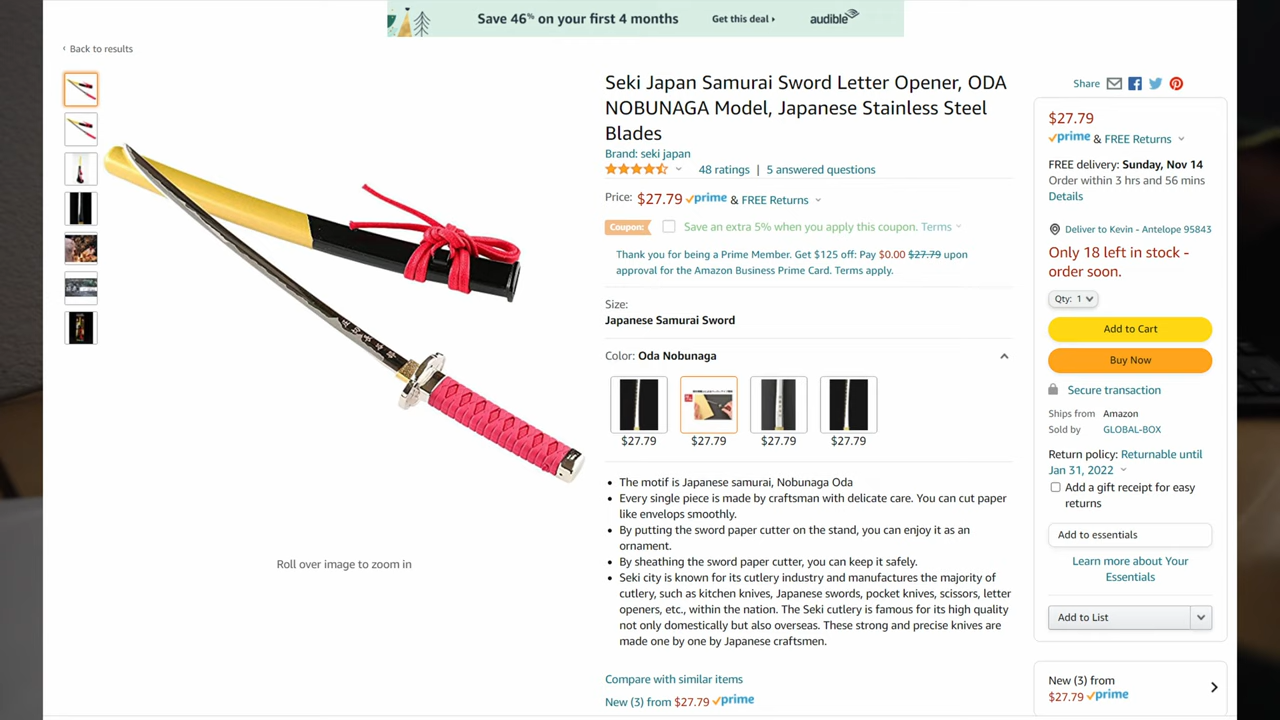 Save 46% on your first 4 months
Get this deal ›
audible
‹ Back to results
Seki Japan Samurai Sword Letter Opener, ODA
NOBUNAGA Model, Japanese Stainless Steel
Blades
Brand: seki japan
48 ratings | 5 answered questions
Price: $27.79 prime & FREE Returns
Coupon: Save an extra 5% when you apply this coupon. Terms
Thank you for being a Prime Member. Get $125 off: Pay $0.00 $27.79 upon
approval for the Amazon Business Prime Card. Terms apply.
Size:
Japanese Samurai Sword
Color: Oda Nobunaga
$27.79 $27.79 $27.79 $27.79
• The motif is Japanese samurai, Nobunaga Oda
• Every single piece is made by craftsman with delicate care. You can cut paper
like envelops smoothly.
• By putting the sword paper cutter on the stand, you can enjoy it as an
ornament.
• By sheathing the sword paper cutter, you can keep it safely.
• Seki city is known for its cutlery industry and manufactures the majority of
cutlery, such as kitchen knives, Japanese swords, pocket knives, scissors, letter
openers, etc., within the nation. The Seki cutlery is famous for its high quality
not only domestically but also overseas. These strong and precise knives are
made one by one by Japanese craftsmen.
Compare with similar items
New (3) from $27.79 prime
Roll over image to zoom in
Share
$27.79
prime & FREE Returns
FREE delivery: Sunday, Nov 14
Order within 3 hrs and 56 mins
Details
Deliver to Kevin - Antelope 95843
Only 18 left in stock -
order soon.
Qty: 1
Add to Cart
Buy Now
Secure transaction
Ships from Amazon
Sold by GLOBAL-BOX
Return policy: Returnable until
Jan 31, 2022
Add a gift receipt for easy
returns
Add to essentials
Learn more about Your
Essentials
Add to List
New (3) from
$27.79 prime